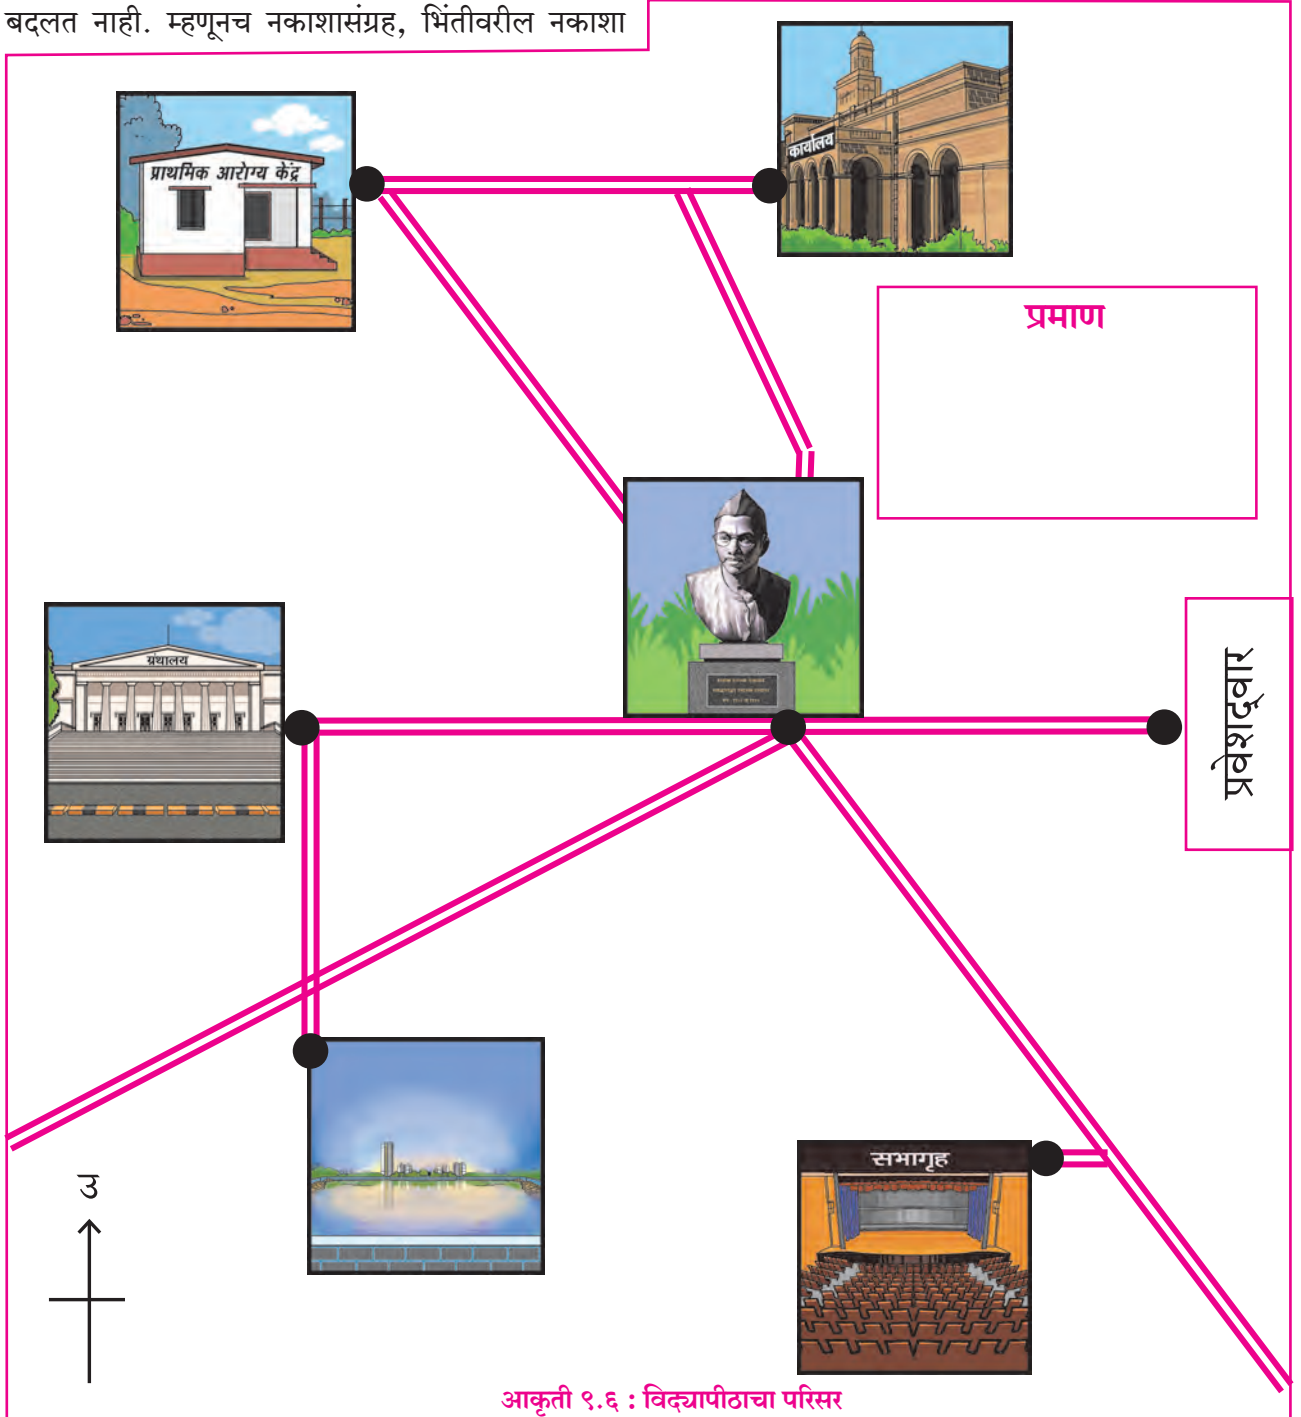 बदलत नाही. म्हणूनच नकाशासंग्रह, भिंतीवरील नकाशा
कार्यालय
प्राथमिक आरोग्य केंद्र
प्रमाण
ग्रंथालय
प्रवेशद्वार
उ
सभागृह
आकृती ९.६ : विद्यापीठाचा परिसर